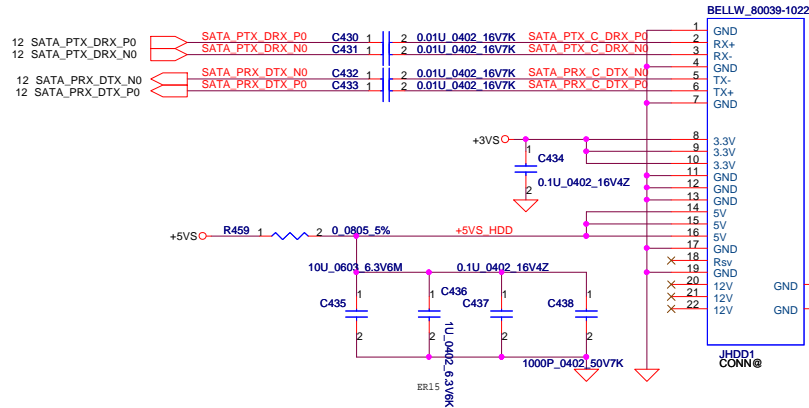 BELLW_80039-1022
12 SATA_PTX_DRX_P0 SATA_PTX_DRX_P0 C430 1 2 0.01U_0402_16V7K SATA_PTX_C_DRX_P0
12 SATA_PTX_DRX_N0 SATA_PTX_DRX_N0 C431 1 2 0.01U_0402_16V7K SATA_PTX_C_DRX_N0
12 SATA_PRX_DTX_N0 SATA_PRX_DTX_N0 C432 1 2 0.01U_0402_16V7K SATA_PRX_C_DTX_N0
12 SATA_PRX_DTX_P0 SATA_PRX_DTX_P0 C433 1 2 0.01U_0402_16V7K SATA_PRX_C_DTX_P0
1 GND
2 RX+
3 RX-
4 GND
5 TX-
6 TX+
7 GND
+3VS
8 3.3V
9 3.3V
10 3.3V
11 GND
12 GND
13 GND
14 5V
15 5V
16 5V
17 GND
18 Rsv
19 GND
20 12V
21 12V
22 12V
GND
GND
1 C434
2 0.1U_0402_16V4Z
+5VS R459 1 2 0_0805_5% +5VS_HDD
10U_0603_6.3V6M 0.1U_0402_16V4Z
1 C435 2
1 C436 2
1 C437 2
1 C438 2
1U_0402_6.3V6K
1000P_0402_50V7K
ER15
JHDD1
CONN@